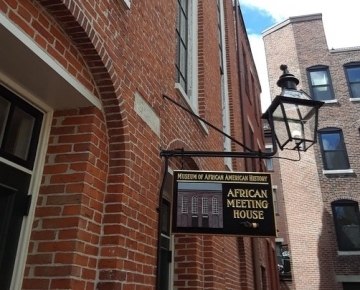 MUSEUM OF AFRICAN AMERICAN HISTORY
AFRICAN
MEETING
HOUSE